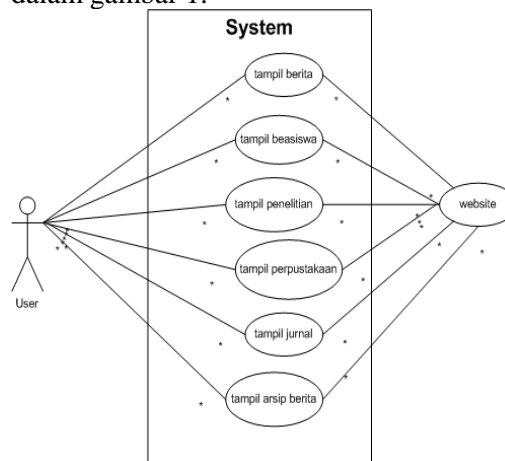 dalam gambar 1.
System
tampil berita
tampil beasiswa
tampil penelitian
website
tampil perpustakaan
User
tampil jurnal
tampil arsip berita